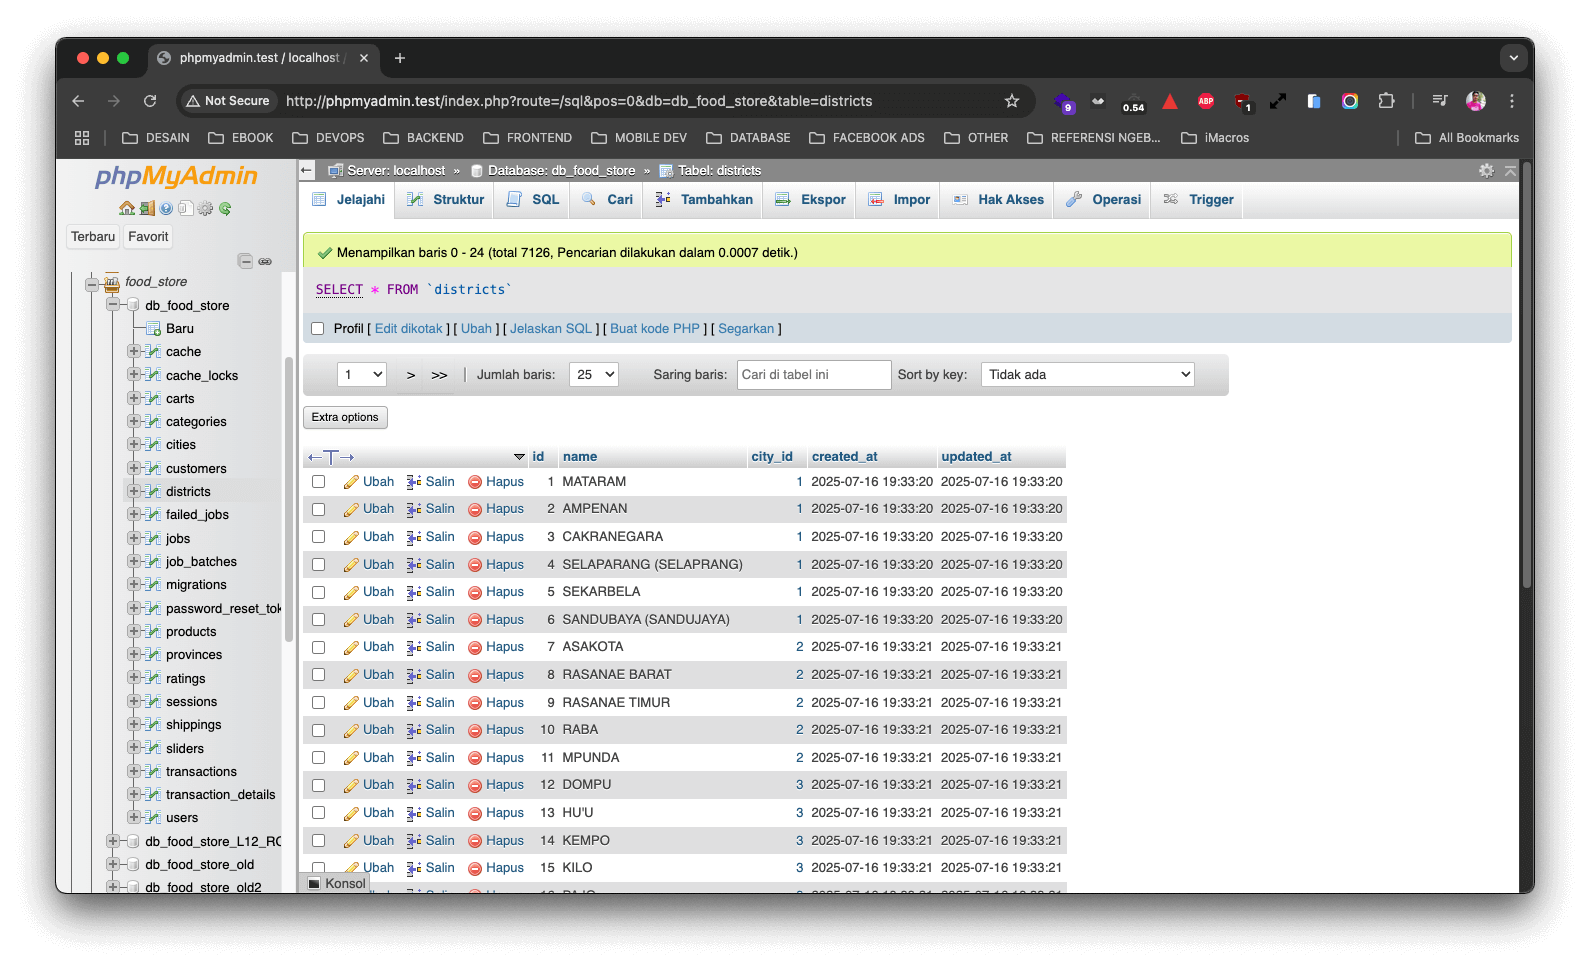 phpmyadmin.test / localhost /
Not Secure
http://phpmyadmin.test/index.php?route=/sql&pos=0&db=db_food_store&table=districts
9
0.54
ABP
1
DESAIN EBOOK DEVOPS BACKEND FRONTEND MOBILE DEV DATABASE FACEBOOK ADS OTHER REFERENSI NGEB... iMacros All Bookmarks
phpMyAdmin
Terbaru Favorit
food_store
db_food_store
Baru
cache
cache_locks
carts
categories
cities
customers
districts
failed_jobs
jobs
job_batches
migrations
password_reset_tok
products
provinces
ratings
sessions
shippings
sliders
transactions
transaction_details
users
db_food_store_L12_RC
db_food_store_old
db_food_store_old2
Server: localhost » Database: db_food_store » Tabel: districts
Jelajahi Struktur SQL Cari Tambahkan Ekspor Impor Hak Akses Operasi Trigger
Menampilkan baris 0 - 24 (total 7126, Pencarian dilakukan dalam 0.0007 detik.)
SELECT * FROM `districts`
Profil [ Edit dikotak ] [ Ubah ] [ Jelaskan SQL ] [ Buat kode PHP ] [ Segarkan ]
1 > >> | Jumlah baris: 25 Saring baris: Cari di tabel ini Sort by key: Tidak ada
Extra options
id name city_id created_at updated_at
Ubah Salin Hapus 1 MATARAM 1 2025-07-16 19:33:20 2025-07-16 19:33:20
Ubah Salin Hapus 2 AMPENAN 1 2025-07-16 19:33:20 2025-07-16 19:33:20
Ubah Salin Hapus 3 CAKRANEGARA 1 2025-07-16 19:33:20 2025-07-16 19:33:20
Ubah Salin Hapus 4 SELAPARANG (SELAPRANG) 1 2025-07-16 19:33:20 2025-07-16 19:33:20
Ubah Salin Hapus 5 SEKARBELA 1 2025-07-16 19:33:20 2025-07-16 19:33:20
Ubah Salin Hapus 6 SANDUBAYA (SANDUJAYA) 1 2025-07-16 19:33:20 2025-07-16 19:33:20
Ubah Salin Hapus 7 ASAKOTA 2 2025-07-16 19:33:21 2025-07-16 19:33:21
Ubah Salin Hapus 8 RASANAE BARAT 2 2025-07-16 19:33:21 2025-07-16 19:33:21
Ubah Salin Hapus 9 RASANAE TIMUR 2 2025-07-16 19:33:21 2025-07-16 19:33:21
Ubah Salin Hapus 10 RABA 2 2025-07-16 19:33:21 2025-07-16 19:33:21
Ubah Salin Hapus 11 MPUNDA 2 2025-07-16 19:33:21 2025-07-16 19:33:21
Ubah Salin Hapus 12 DOMPU 3 2025-07-16 19:33:21 2025-07-16 19:33:21
Ubah Salin Hapus 13 HU'U 3 2025-07-16 19:33:21 2025-07-16 19:33:21
Ubah Salin Hapus 14 KEMPO 3 2025-07-16 19:33:21 2025-07-16 19:33:21
Ubah Salin Hapus 15 KILO 3 2025-07-16 19:33:21 2025-07-16 19:33:21
Konsol